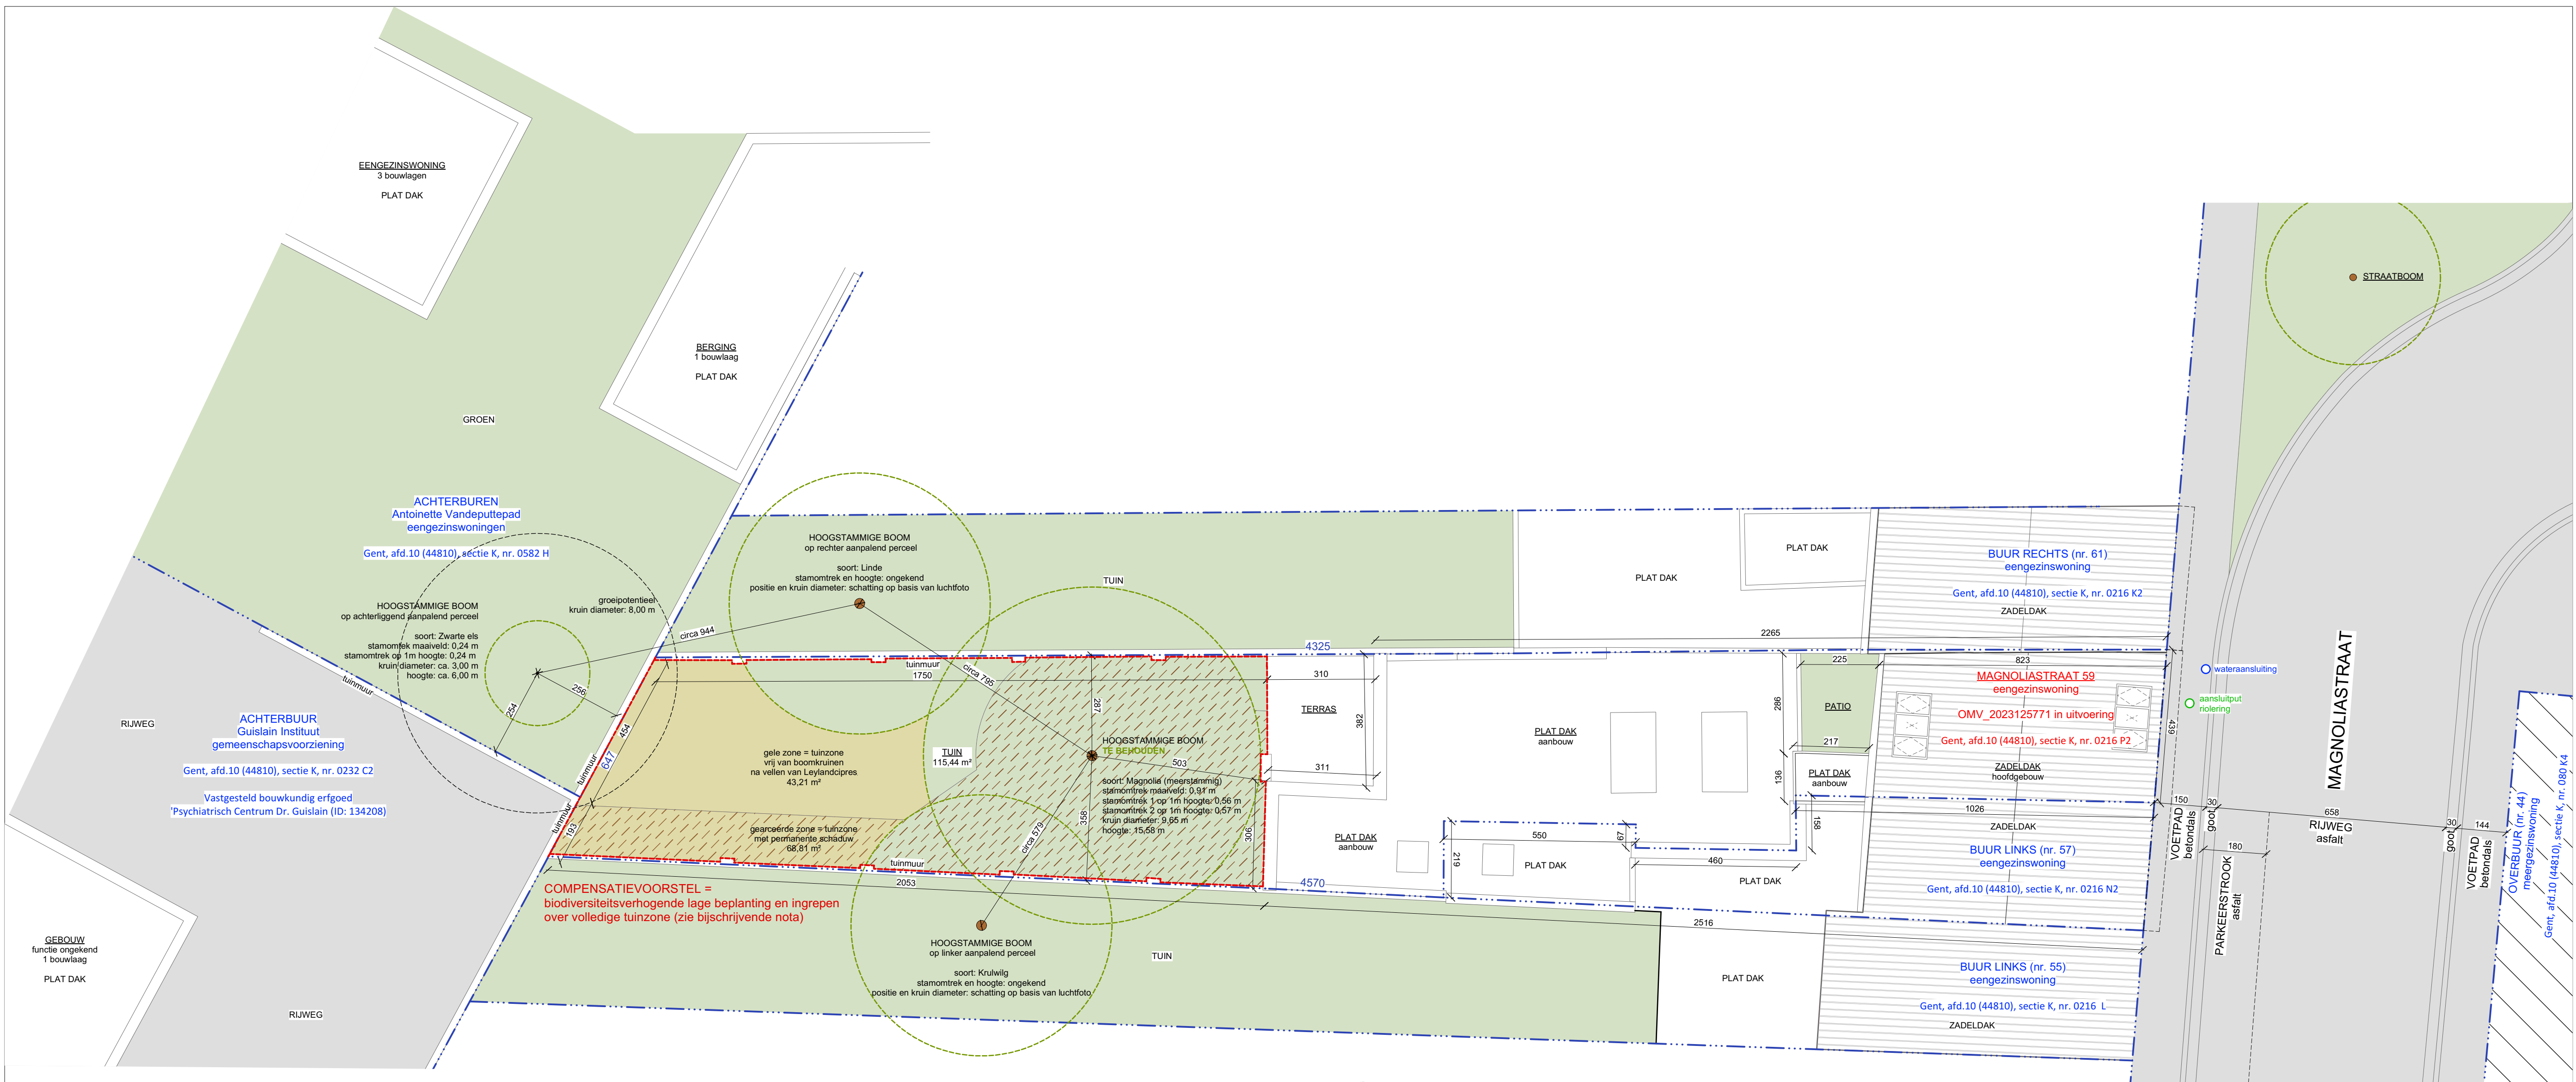 EENGEZINSWONING
3 bouwlagen
PLAT DAK
BERGING
1 bouwlaag
PLAT DAK
GROEN
STRAATBOOM
ACHTERBUREN
Antoinette Vandeputtepad
eengezinswoningen
Gent, afd.10 (44810), sectie K, nr. 0582 H
HOOGSTAMMIGE BOOM
op achterliggend aanpalend perceel
soort: Zwarte els
stamomtrek maaiveld: 0,24 m
stamomtrek op 1m hoogte: 0,24 m
kruin diameter: ca. 3,00 m
hoogte: ca. 6,00 m
groeipotentieel
kruin diameter: 8,00 m
254
256
tuinmuur
RIJWEG
ACHTERBUUR
Guislain Instituut
gemeenschapsvoorziening
Gent, afd.10 (44810), sectie K, nr. 0232 C2
Vastgesteld bouwkundig erfgoed
'Psychiatrisch Centrum Dr. Guislain (ID: 134208)
GEBOUW
functie ongekend
1 bouwlaag
PLAT DAK
RIJWEG
HOOGSTAMMIGE BOOM
op rechter aanpalend perceel
soort: Linde
stamomtrek en hoogte: ongekend
positie en kruin diameter: schatting op basis van luchtfoto
TUIN
circa 944
circa 795
tuinmuur
1750
310
4325
2265
454
647
tuinmuur
tuinmuur
193
gele zone = tuinzone
vrij van boomkruinen
na vellen van Leylandcipres
43,21 m²
gearceerde zone = tuinzone
met permanente schaduw
68,81 m²
TUIN
115,44 m²
287
358
HOOGSTAMMIGE BOOM
TE BEHOUDEN
503
soort: Magnolia (meerstammig)
stamomtrek maaiveld: 0,91 m
stamomtrek 1 op 1m hoogte: 0,56 m
stamomtrek 2 op 1m hoogte: 0,57 m
kruin diameter: 9,65 m
hoogte: 15,58 m
306
circa 579
tuinmuur
2053
4570
2516
COMPENSATIEVOORSTEL =
biodiversiteitsverhogende lage beplanting en ingrepen
over volledige tuinzone (zie bijschrijvende nota)
HOOGSTAMMIGE BOOM
op linker aanpalend perceel
soort: Krulwilg
stamomtrek en hoogte: ongekend
positie en kruin diameter: schatting op basis van luchtfoto
TUIN
TERRAS
382
311
PLAT DAK
aanbouw
PLAT DAK
aanbouw
219
550
67
PLAT DAK
460
PLAT DAK
PLAT DAK
PLAT DAK
PLAT DAK
225
823
286
PATIO
217
136
PLAT DAK
aanbouw
158
1026
BUUR RECHTS (nr. 61)
eengezinswoning
Gent, afd.10 (44810), sectie K, nr. 0216 K2
ZADELDAK
MAGNOLIASTRAAT 59
eengezinswoning
OMV_2023125771 in uitvoering
Gent, afd.10 (44810), sectie K, nr. 0216 P2
ZADELDAK
hoofdgebouw
439
ZADELDAK
BUUR LINKS (nr. 57)
eengezinswoning
Gent, afd.10 (44810), sectie K, nr. 0216 N2
BUUR LINKS (nr. 55)
eengezinswoning
Gent, afd.10 (44810), sectie K, nr. 0216 L
ZADELDAK
wateraansluiting
aansluitput
riolering
MAGNOLIASTRAAT
150
30
658
30
144
180
VOETPAD
betondals
goot
PARKEERSTROOK
asfalt
RIJWEG
asfalt
goot
VOETPAD
betondals
OVERBUUR (nr. 44)
meergezinswoning
Gent, afd.10 (44810), sectie K, nr. 080 K4